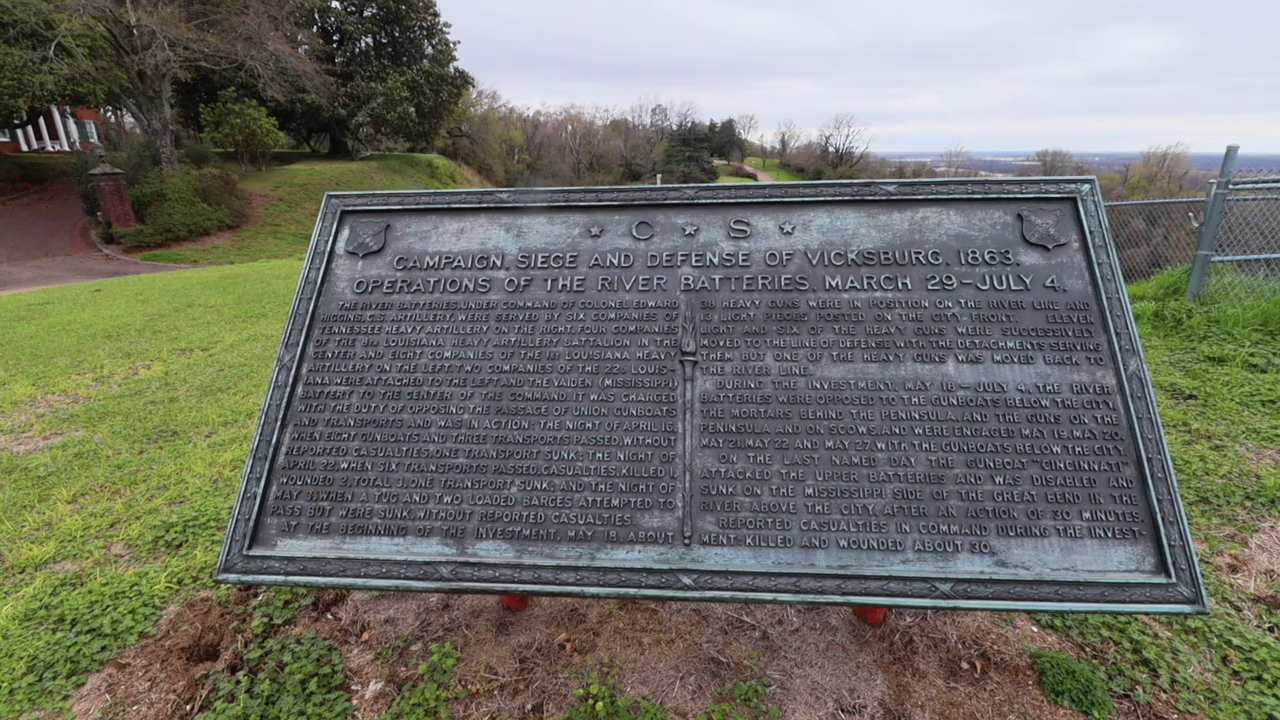 ★ C ★ S ★
CAMPAIGN, SIEGE AND DEFENSE OF VICKSBURG, 1863.
OPERATIONS OF THE RIVER BATTERIES, MARCH 29-JULY 4.
THE RIVER BATTERIES, UNDER COMMAND OF COLONEL EDWARD
HIGGINS, C.S. ARTILLERY, WERE SERVED BY SIX COMPANIES OF
TENNESSEE HEAVY ARTILLERY ON THE RIGHT, FOUR COMPANIES
OF THE 8TH LOUISIANA HEAVY ARTILLERY BATTALION IN THE
CENTER AND EIGHT COMPANIES OF THE 1ST LOUISIANA HEAVY
ARTILLERY ON THE LEFT. TWO COMPANIES OF THE 22D LOUIS-
IANA WERE ATTACHED TO THE LEFT AND THE VAIDEN (MISSISSIPPI)
BATTERY TO THE CENTER OF THE COMMAND. IT WAS CHARGED
WITH THE DUTY OF OPPOSING THE PASSAGE OF UNION GUNBOATS
AND TRANSPORTS AND WAS IN ACTION; THE NIGHT OF APRIL 16,
WHEN EIGHT GUNBOATS AND THREE TRANSPORTS PASSED, WITHOUT
REPORTED CASUALTIES, ONE TRANSPORT SUNK; THE NIGHT OF
APRIL 22, WHEN SIX TRANSPORTS PASSED, CASUALTIES, KILLED 1,
WOUNDED 2, TOTAL 3, ONE TRANSPORT SUNK; AND THE NIGHT OF
MAY 3, WHEN A TUG AND TWO LOADED BARGES ATTEMPTED TO
PASS BUT WERE SUNK, WITHOUT REPORTED CASUALTIES.
AT THE BEGINNING OF THE INVESTMENT, MAY 18, ABOUT
HEAVY GUNS WERE IN POSITION ON THE RIVER LINE AND
13 LIGHT PIECES POSTED ON THE CITY FRONT. ELEVEN
LIGHT AND SIX OF THE HEAVY GUNS WERE SUCCESSIVELY
MOVED TO THE LINE OF DEFENSE WITH THE DETACHMENTS SERVING
THEM BUT ONE OF THE HEAVY GUNS WAS MOVED BACK TO
THE RIVER LINE.
DURING THE INVESTMENT, MAY 18-JULY 4, THE RIVER
BATTERIES WERE OPPOSED TO THE GUNBOATS BELOW THE CITY,
THE MORTARS BEHIND THE PENINSULA, AND THE GUNS ON THE
PENINSULA AND ON SCOWS, AND WERE ENGAGED MAY 19, MAY 20,
MAY 21, MAY 22 AND MAY 27, WITH THE GUNBOATS BELOW THE CITY.
ON THE LAST NAMED DAY THE GUNBOAT "CINCINNATI"
ATTACKED THE UPPER BATTERIES AND WAS DISABLED AND
SUNK ON THE MISSISSIPPI SIDE OF THE GREAT BEND IN THE
RIVER ABOVE THE CITY, AFTER AN ACTION OF 30 MINUTES.
REPORTED CASUALTIES IN COMMAND DURING THE INVEST-
MENT: KILLED AND WOUNDED ABOUT 30.